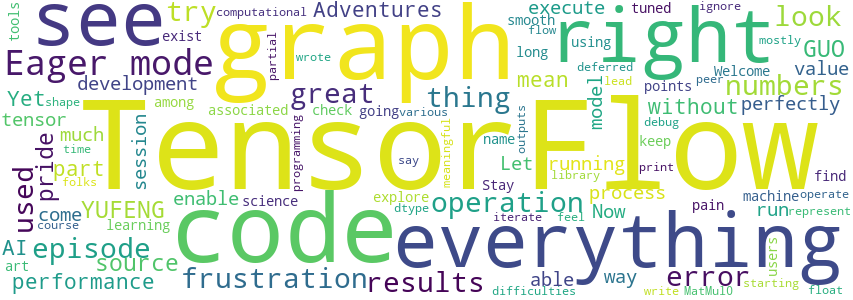 tools
see
try
computational
Adventures
execute
tuned
ignore
look
exist
wrote
partial
graph
smooth
flow
right
using
mostly
GUO
Eager mode
long
deferred
lead
Welcome
value
Yet
shape
development
among
great
thing
mean
model
points
peer
numbers
tensor
associated
check
going
various
without
perfectly
much
time
session
TensorFlow
programming
meaningful
outputs
name
debug
keep
used
pride
part
folks
say
Let
running
library
print
find
come
YUFENG
enable
science
explore
dtype
Stay
operation
process
Now
pain
machine
operate
course
learning
code
iterate
feel
run
represent
AI
episode
everything
able
way
users
art
source
performance
frustration
results
difficulties
error
write
MatMul0
starting
float